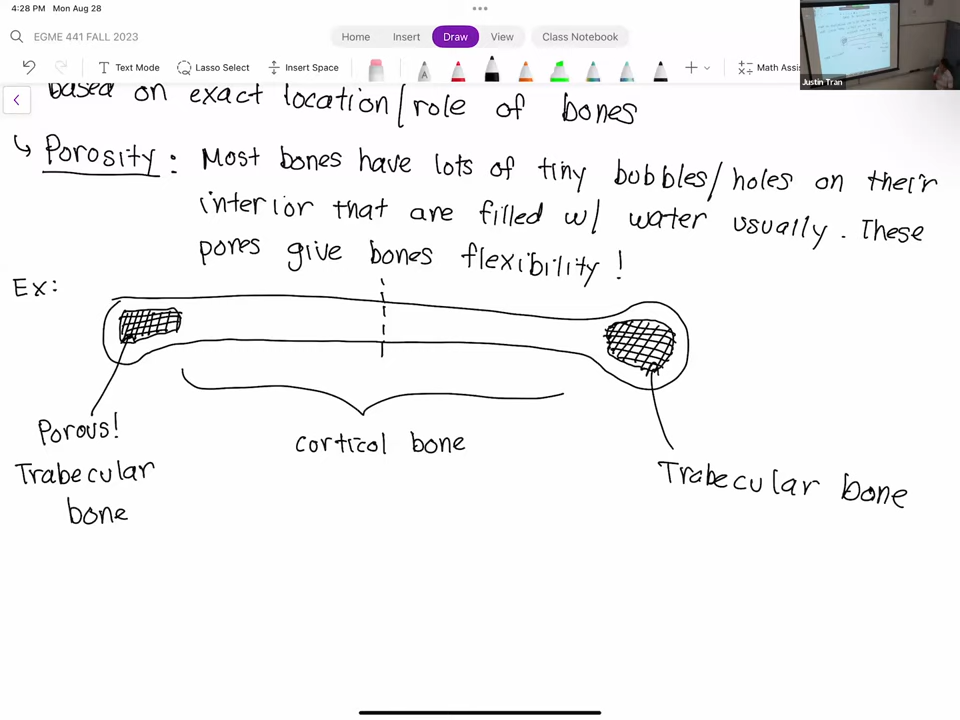 4:28 PM Mon Aug 28
EGME 441 FALL 2023
Home Insert Draw View Class Notebook
Text Mode Lasso Select Insert Space Math Assis
Justin Tran
based on exact location/role of bones
↳ Porosity: Most bones have lots of tiny bubbles/holes on their
interior that are filled w/ water usually. These
pores give bones flexibility!
Ex:
Porous!
Trabecular
bone
corticol bone
Trabecular bone